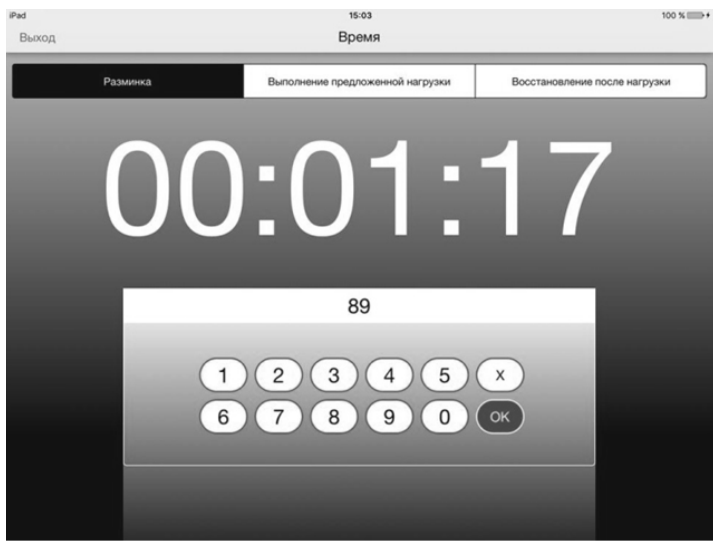 iPad 15:03 100 %
Выход Время
Разминка Выполнение предложенной нагрузки Восстановление после нагрузки
00:01:17
89
1 2 3 4 5 X
6 7 8 9 0 OK